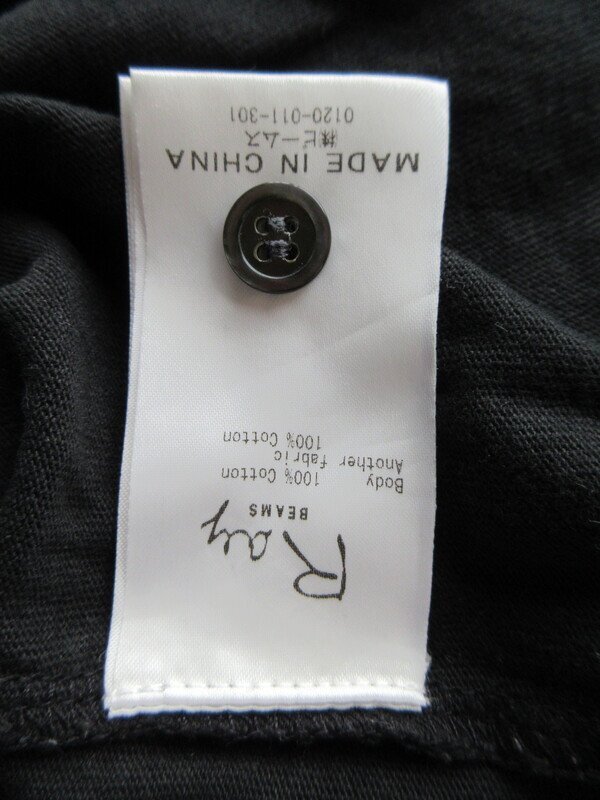 Ray
BEAMS
Body 100% Cotton
Another Fabric
100% Cotton
MADE IN CHINA
㈱ビームス
0120-011-301